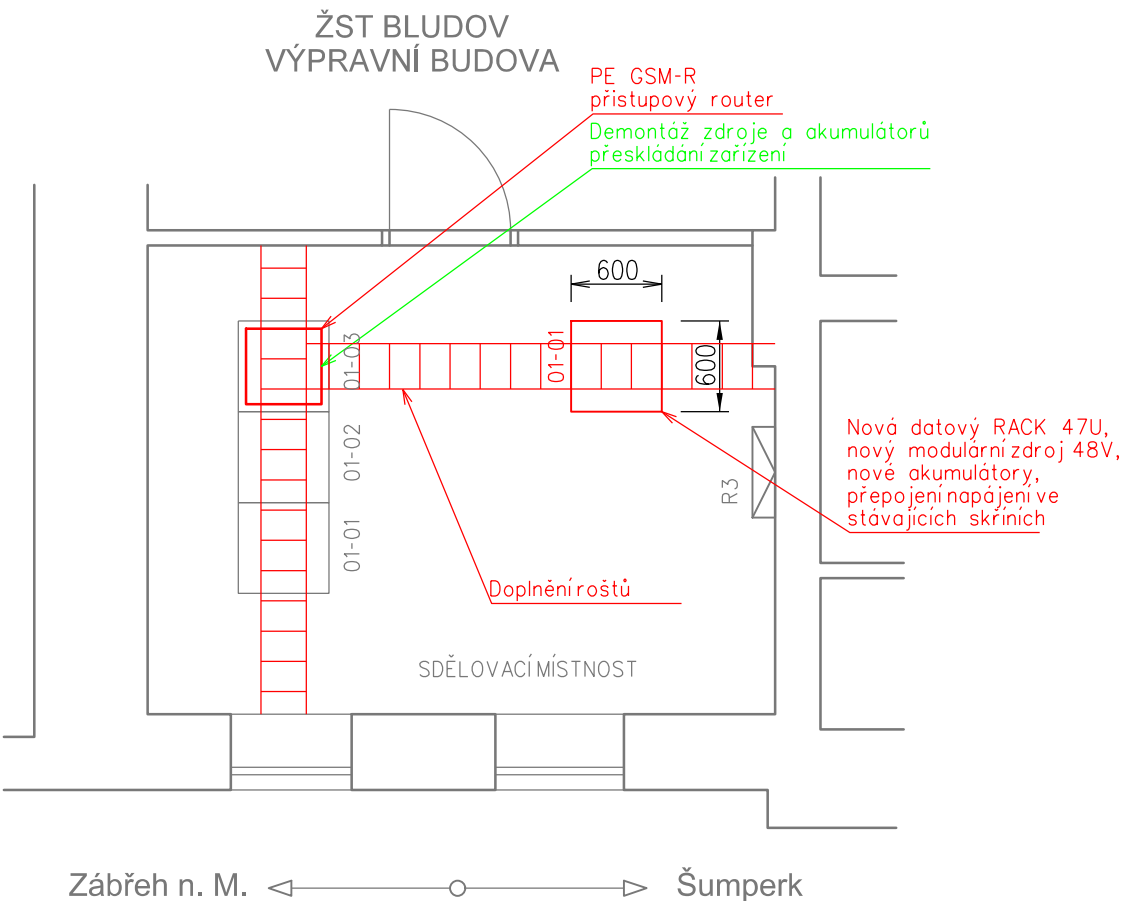 ŽST BLUDOV
VÝPRAVNÍ BUDOVA
PE GSM-R
přistupový router
Demontáž zdroje a akumulátorů
přeskládání zařízení
600
600
01-01
01-03
01-02
01-01
R3
Nová datový RACK 47U,
nový modulární zdroj 48V,
nové akumulátory,
přepojení napájení ve
stávajících skříních
Doplnění roštů
SDĚLOVACÍ MÍSTNOST
Zábřeh n. M.
Šumperk